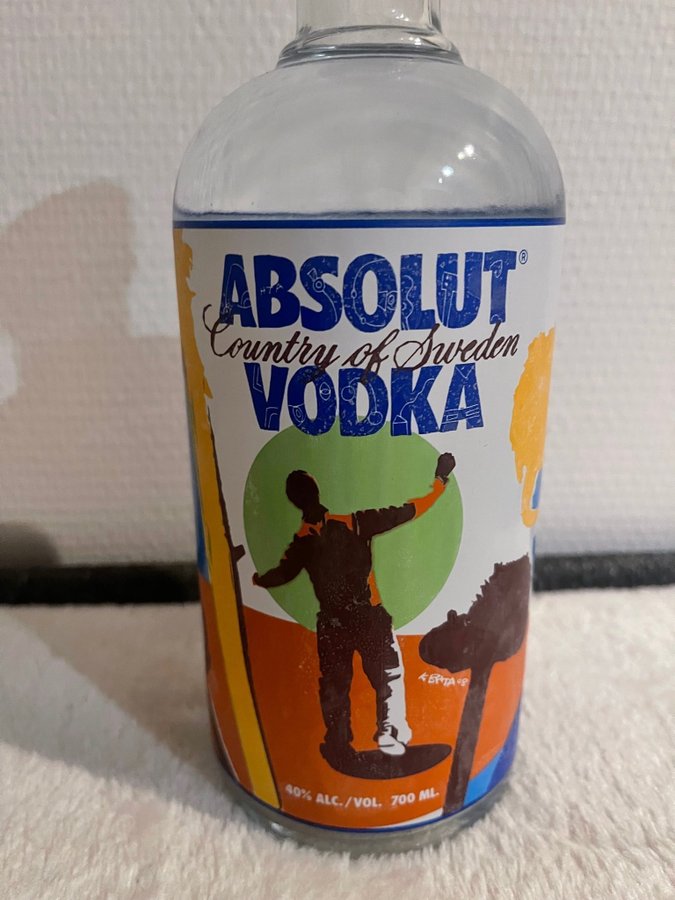 ABSOLUT®
Country of Sweden
VODKA
40% ALC./VOL. 700 ML.